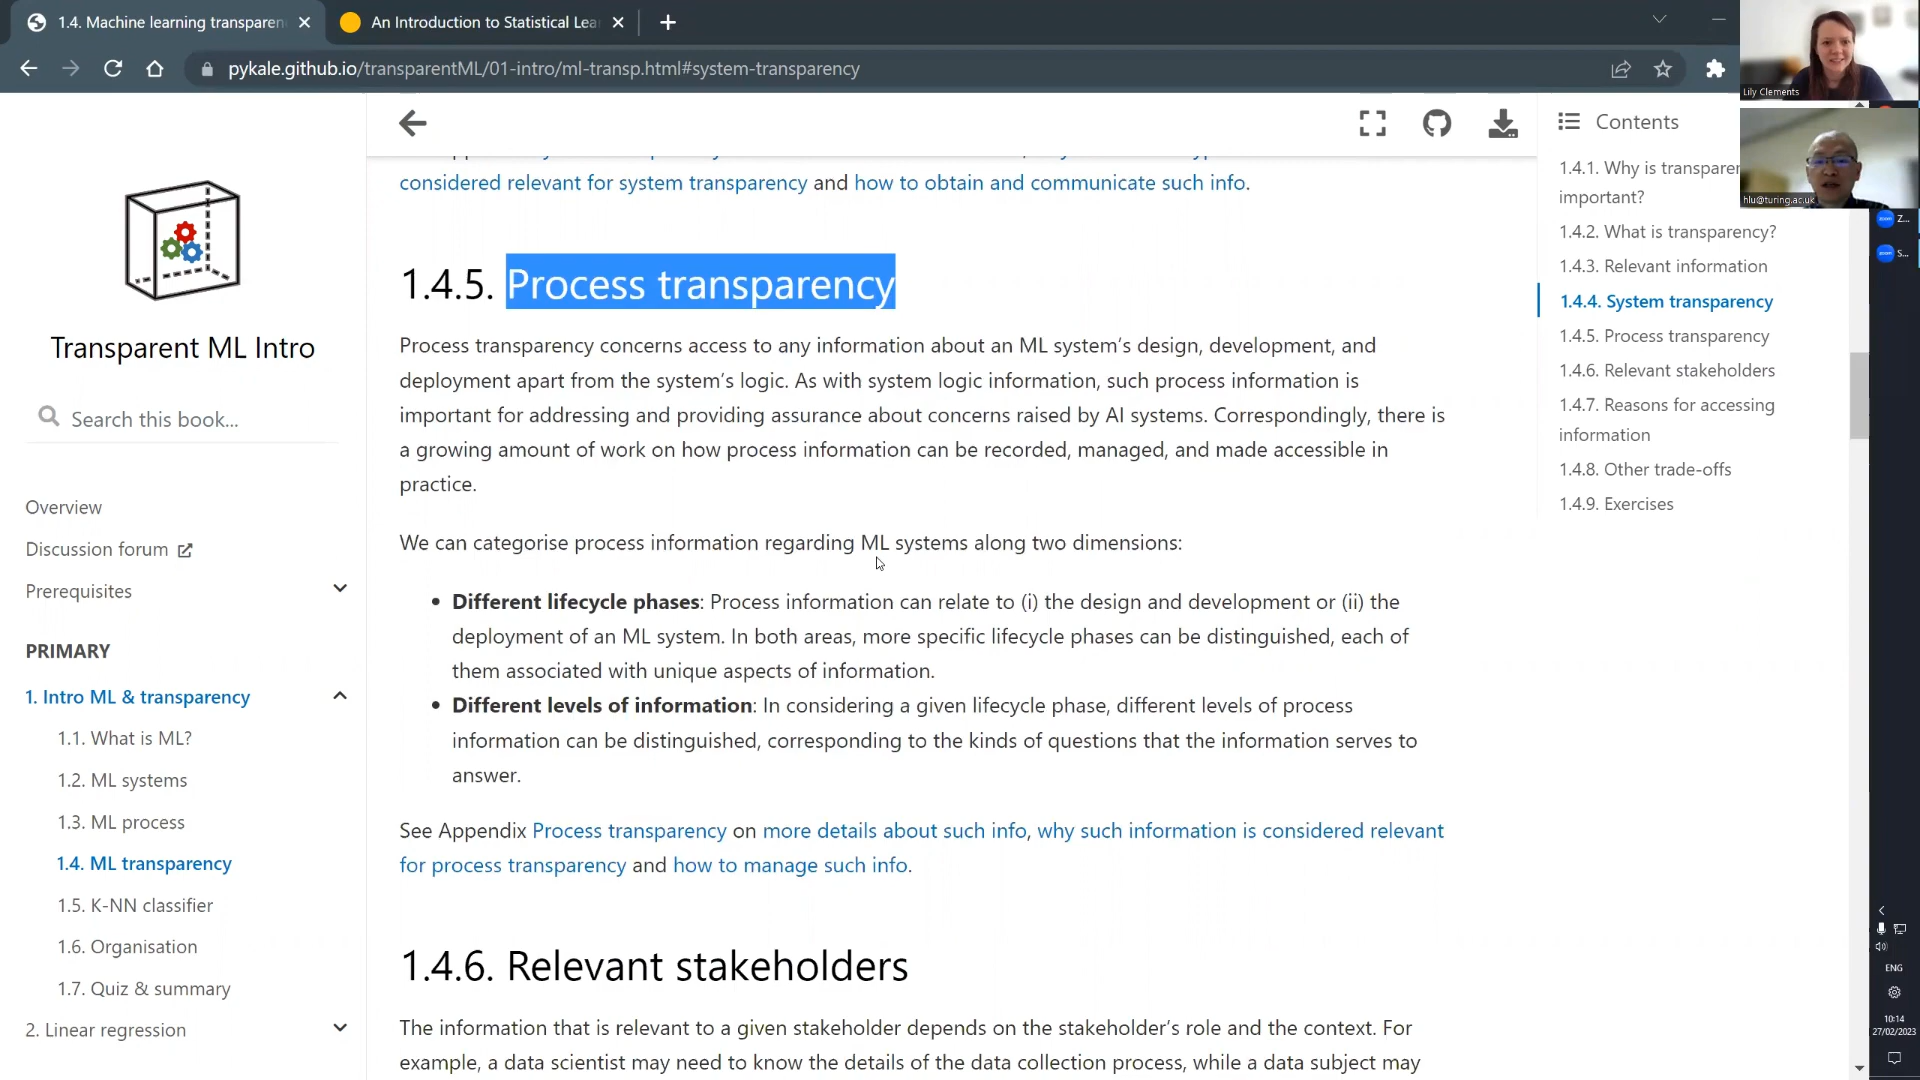 1.4. Machine learning transparen
An Introduction to Statistical Lea
pykale.github.io/transparentML/01-intro/ml-transp.html#system-transparency
Lily Clements
hlu@turing.ac.uk
Z...
S...
Transparent ML Intro
Search this book...
Overview
Discussion forum
Prerequisites
PRIMARY
1. Intro ML & transparency
1.1. What is ML?
1.2. ML systems
1.3. ML process
1.4. ML transparency
1.5. K-NN classifier
1.6. Organisation
1.7. Quiz & summary
2. Linear regression
considered relevant for system transparency and how to obtain and communicate such info.
1.4.5. Process transparency
Process transparency concerns access to any information about an ML system's design, development, and
deployment apart from the system's logic. As with system logic information, such process information is
important for addressing and providing assurance about concerns raised by AI systems. Correspondingly, there is
a growing amount of work on how process information can be recorded, managed, and made accessible in
practice.
We can categorise process information regarding ML systems along two dimensions:
• Different lifecycle phases: Process information can relate to (i) the design and development or (ii) the
deployment of an ML system. In both areas, more specific lifecycle phases can be distinguished, each of
them associated with unique aspects of information.
• Different levels of information: In considering a given lifecycle phase, different levels of process
information can be distinguished, corresponding to the kinds of questions that the information serves to
answer.
See Appendix Process transparency on more details about such info, why such information is considered relevant
for process transparency and how to manage such info.
1.4.6. Relevant stakeholders
The information that is relevant to a given stakeholder depends on the stakeholder's role and the context. For
example, a data scientist may need to know the details of the data collection process, while a data subject may
Contents
1.4.1. Why is transparen
important?
1.4.2. What is transparency?
1.4.3. Relevant information
1.4.4. System transparency
1.4.5. Process transparency
1.4.6. Relevant stakeholders
1.4.7. Reasons for accessing
information
1.4.8. Other trade-offs
1.4.9. Exercises
ENG
10:14
27/02/2023